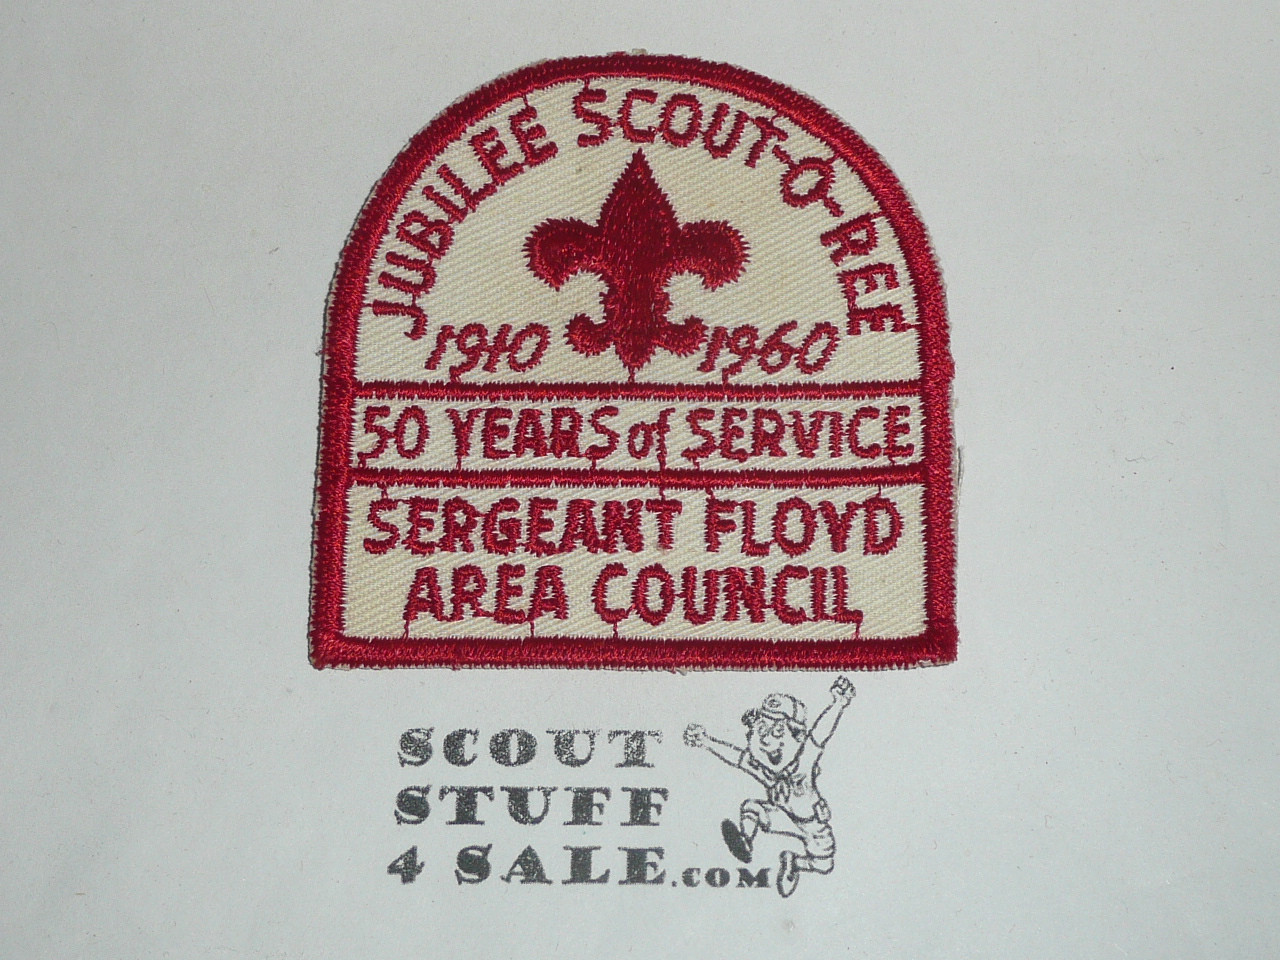 JUBILEE SCOUT-O-REE
1910 1960
50 YEARS of SERVICE
SERGEANT FLOYD
AREA COUNCIL
SCOUT
STUFF
4 SALE.COM